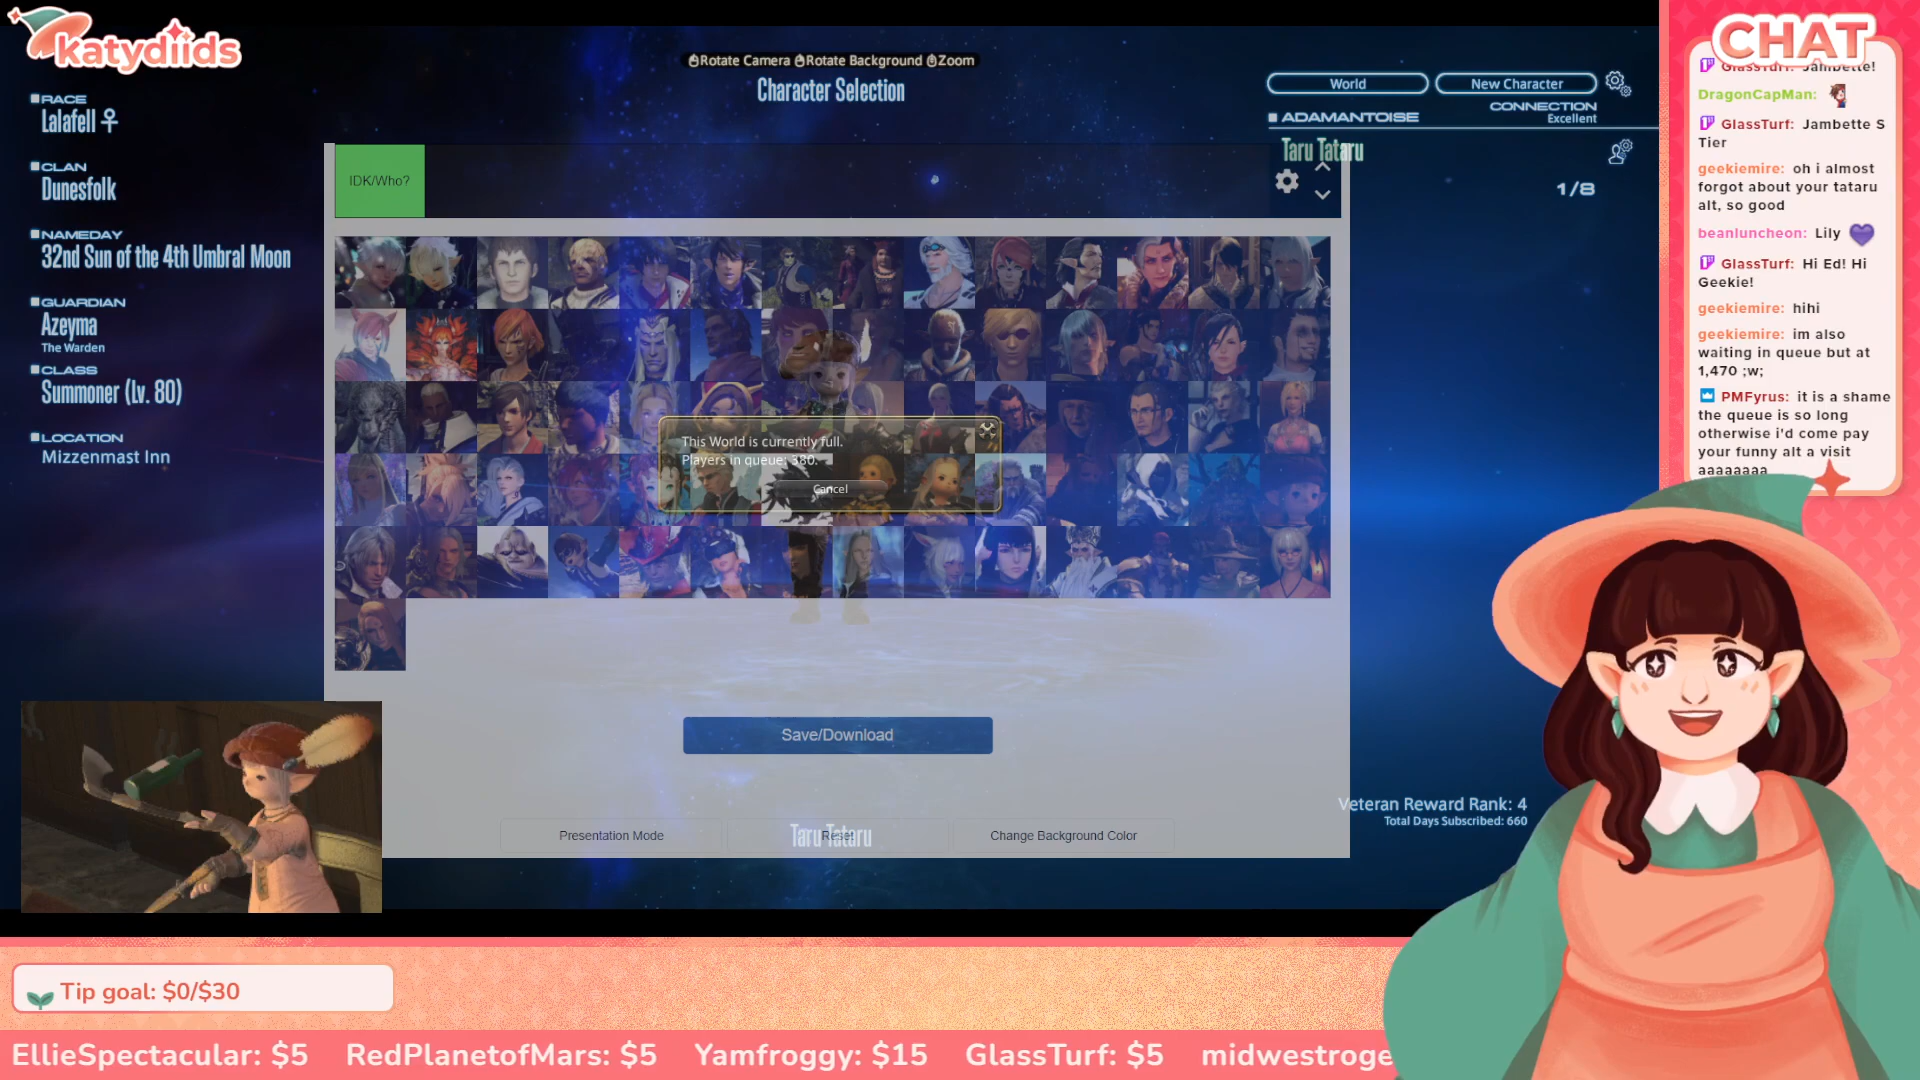 katydiids
RACE
Lalafell ♀
CLAN
Dunesfolk
NAMEDAY
32nd Sun of the 4th Umbral Moon
GUARDIAN
Azeyma
The Warden
CLASS
Summoner (Lv. 80)
LOCATION
Mizzenmast Inn
Rotate Camera Rotate Background Zoom
Character Selection
World
New Character
CONNECTION
Excellent
ADAMANTOISE
Taru Tataru
1/8
IDK/Who?
This World is currently full.
Players in queue: 380.
Cancel
Save/Download
Presentation Mode
Reset
Change Background Color
Taru Tataru
Veteran Reward Rank: 4
Total Days Subscribed: 660
CHAT
GlassTurf: Jambette!
DragonCapMan:
GlassTurf: Jambette S
Tier
geekiemire: oh i almost
forgot about your tataru
alt, so good
beanluncheon: Lily
GlassTurf: Hi Ed! Hi
Geekie!
geekiemire: hihi
geekiemire: im also
waiting in queue but at
1,470 ;w;
PMFyrus: it is a shame
the queue is so long
otherwise i'd come pay
your funny alt a visit
aaaaaaaa
Tip goal: $0/$30
EllieSpectacular: $5 RedPlanetofMars: $5 Yamfroggy: $15 GlassTurf: $5 midwestroge